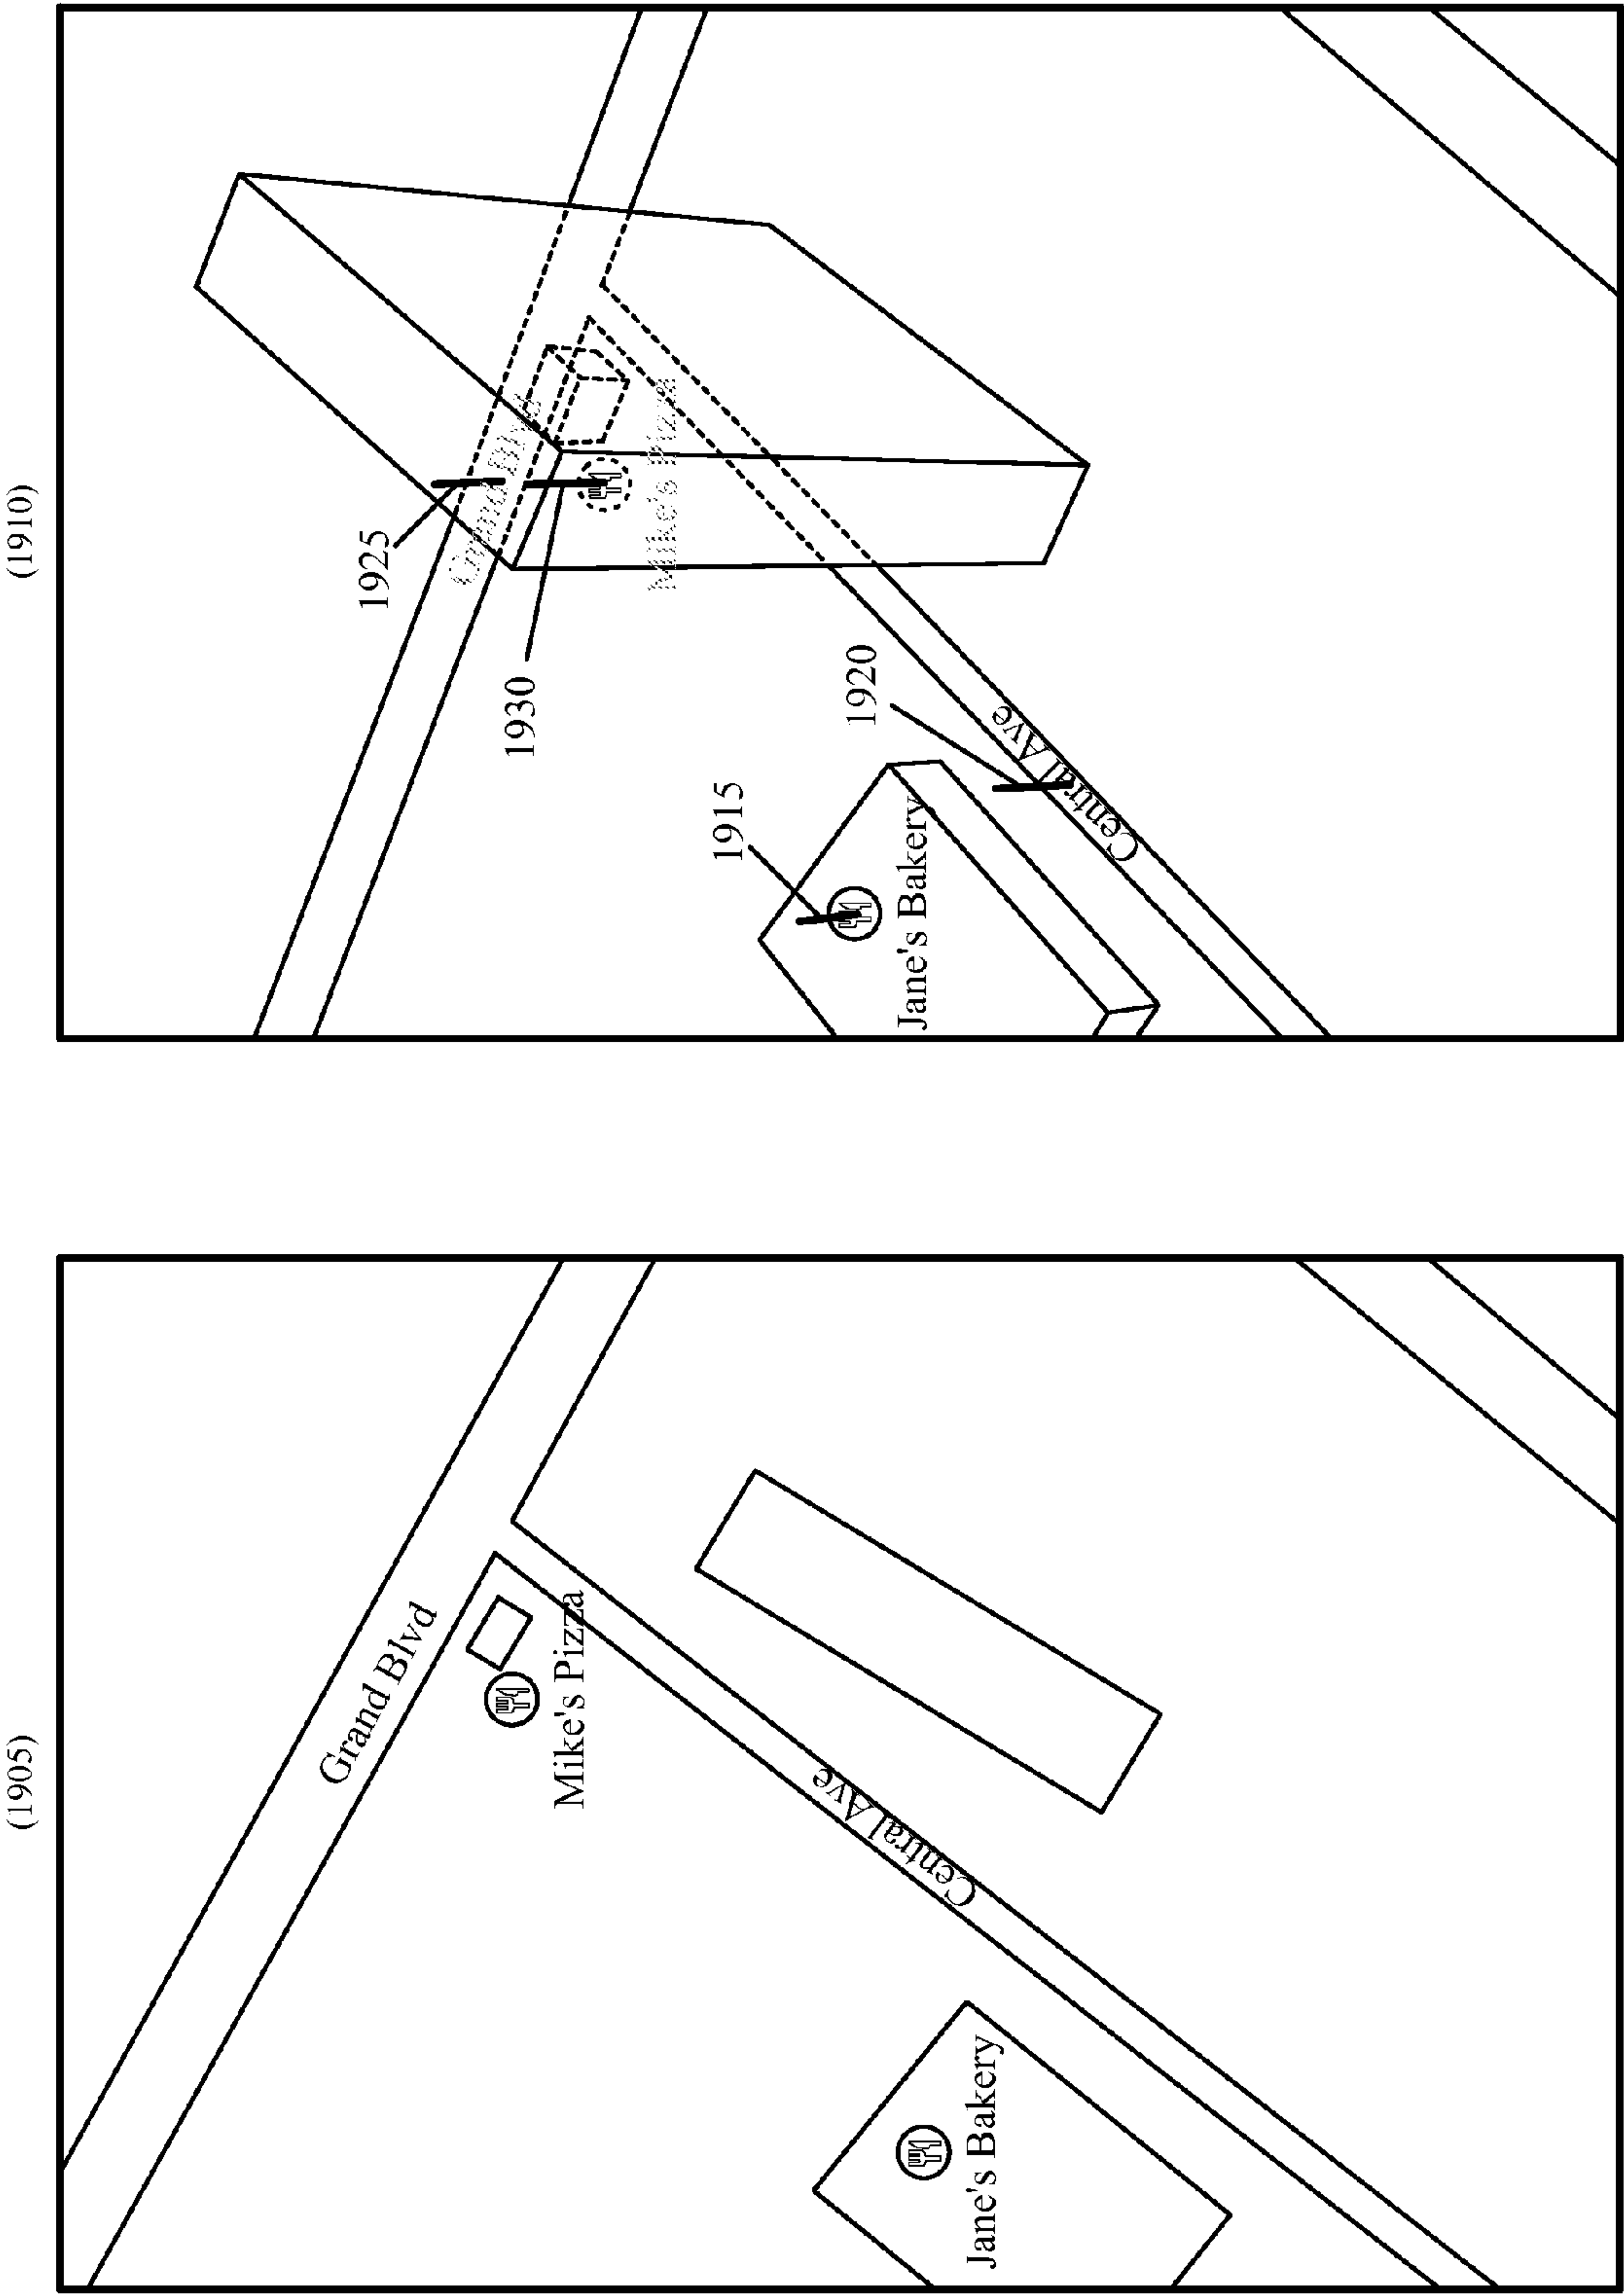 (1905)
Grand Blvd
Mike's Pizza
Central Ave
Jane's Bakery
(1910)
1925
Grand Blvd
1930
Mike's Pizza
1915
1920
Jane's Bakery
Central Ave